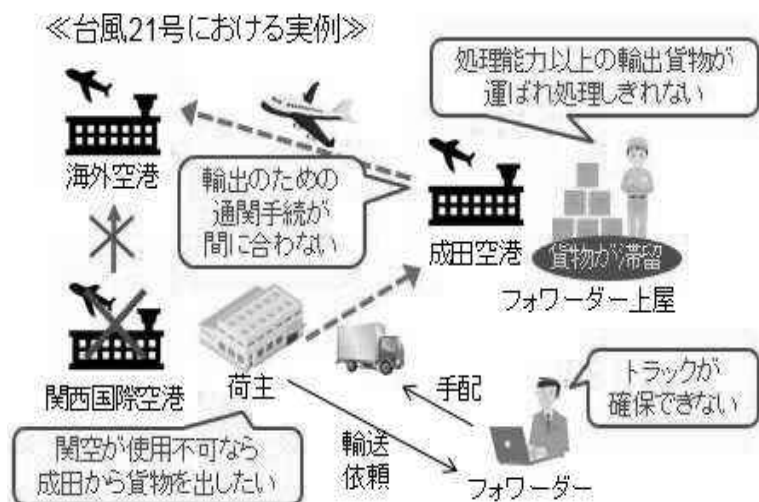 ≪台風21号における実例≫
処理能力以上の輸出貨物が
運ばれ処理しきれない
海外空港
輸出のための
通関手続が
間に合わない
成田空港
貨物が滞留
フォワーダー上屋
関西国際空港
荷主
手配
トラックが
確保できない
関空が使用不可なら
成田から貨物を出したい
輸送
依頼
フォワーダー